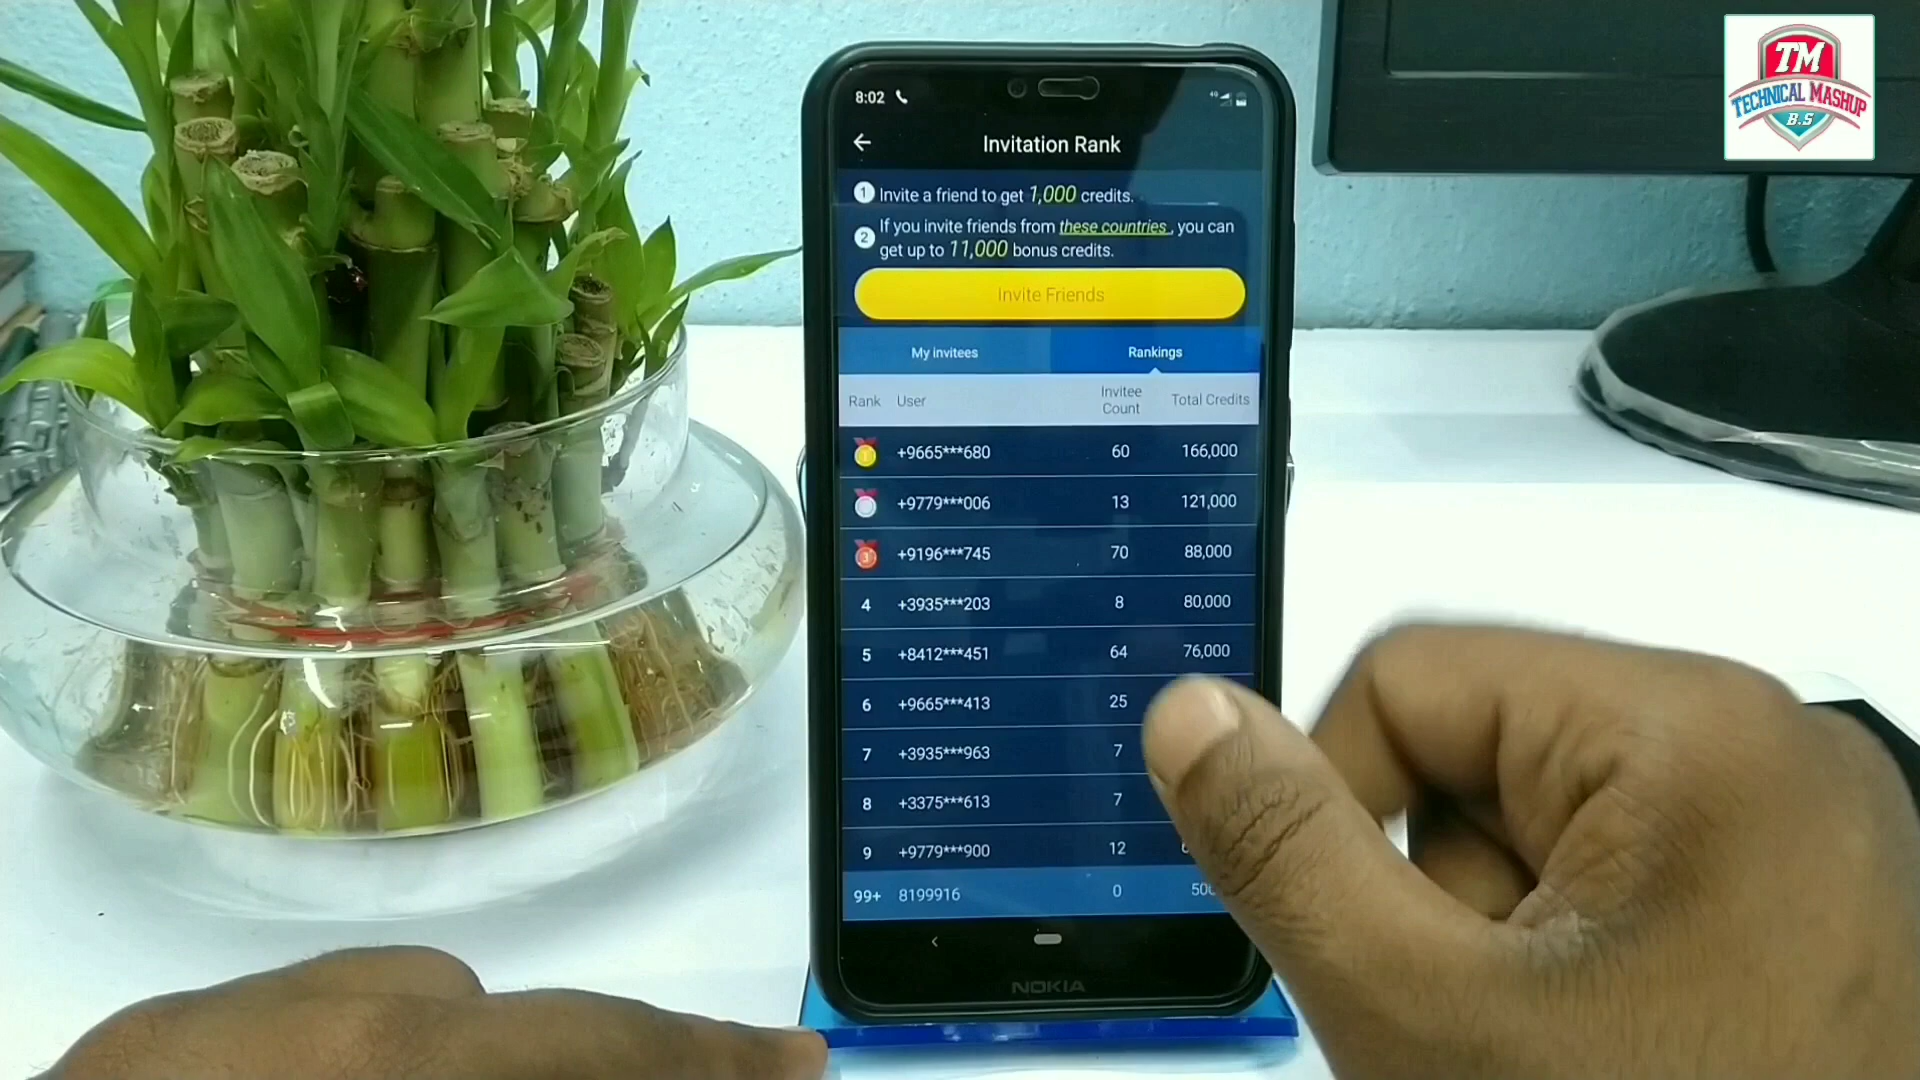 TM
TECHNICAL MASHUP
B.S
8:02
Invitation Rank
1 Invite a friend to get 1,000 credits.
2 If you invite friends from these countries , you can
get up to 11,000 bonus credits.
Invite Friends
My invitees Rankings
Rank User Invitee Count Total Credits
1 +9665***680 60 166,000
+9779***006 13 121,000
3 +9196***745 70 88,000
4 +3935***203 8 80,000
5 +8412***451 64 76,000
6 +9665***413 25
7 +3935***963 7
8 +3375***613 7
9 +9779***900 12
99+ 8199916 0
NOKIA